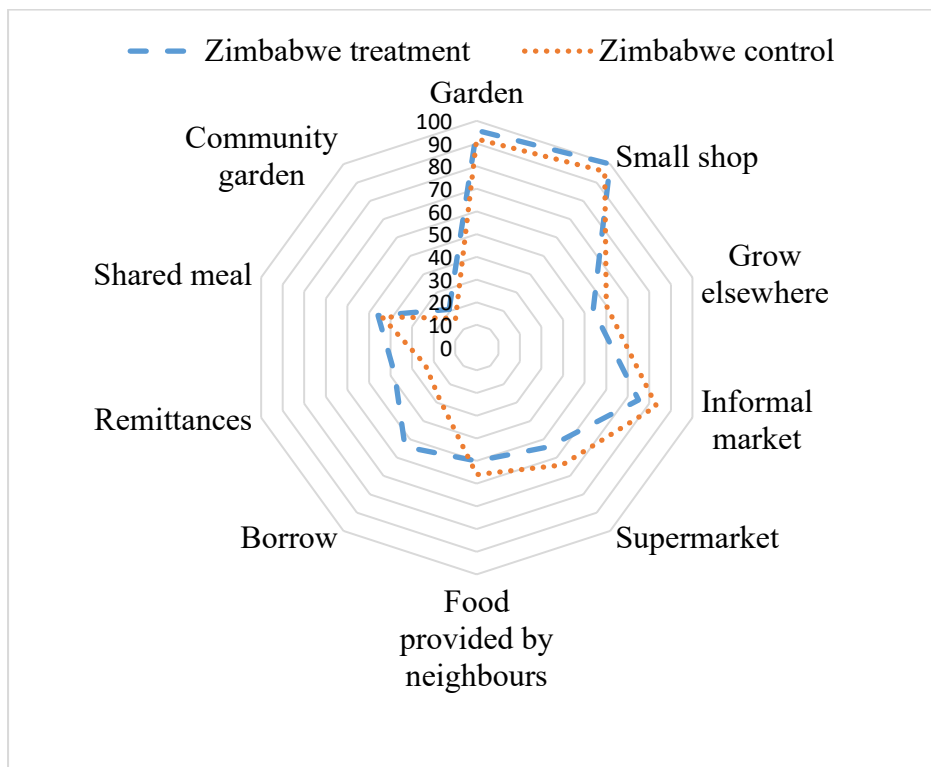 Zimbabwe treatment
Zimbabwe control
Garden
Small shop
Grow
elsewhere
Informal
market
Supermarket
Food
provided by
neighbours
Borrow
Remittances
Shared meal
Community
garden
100
90
80
70
60
50
40
30
20
10
0